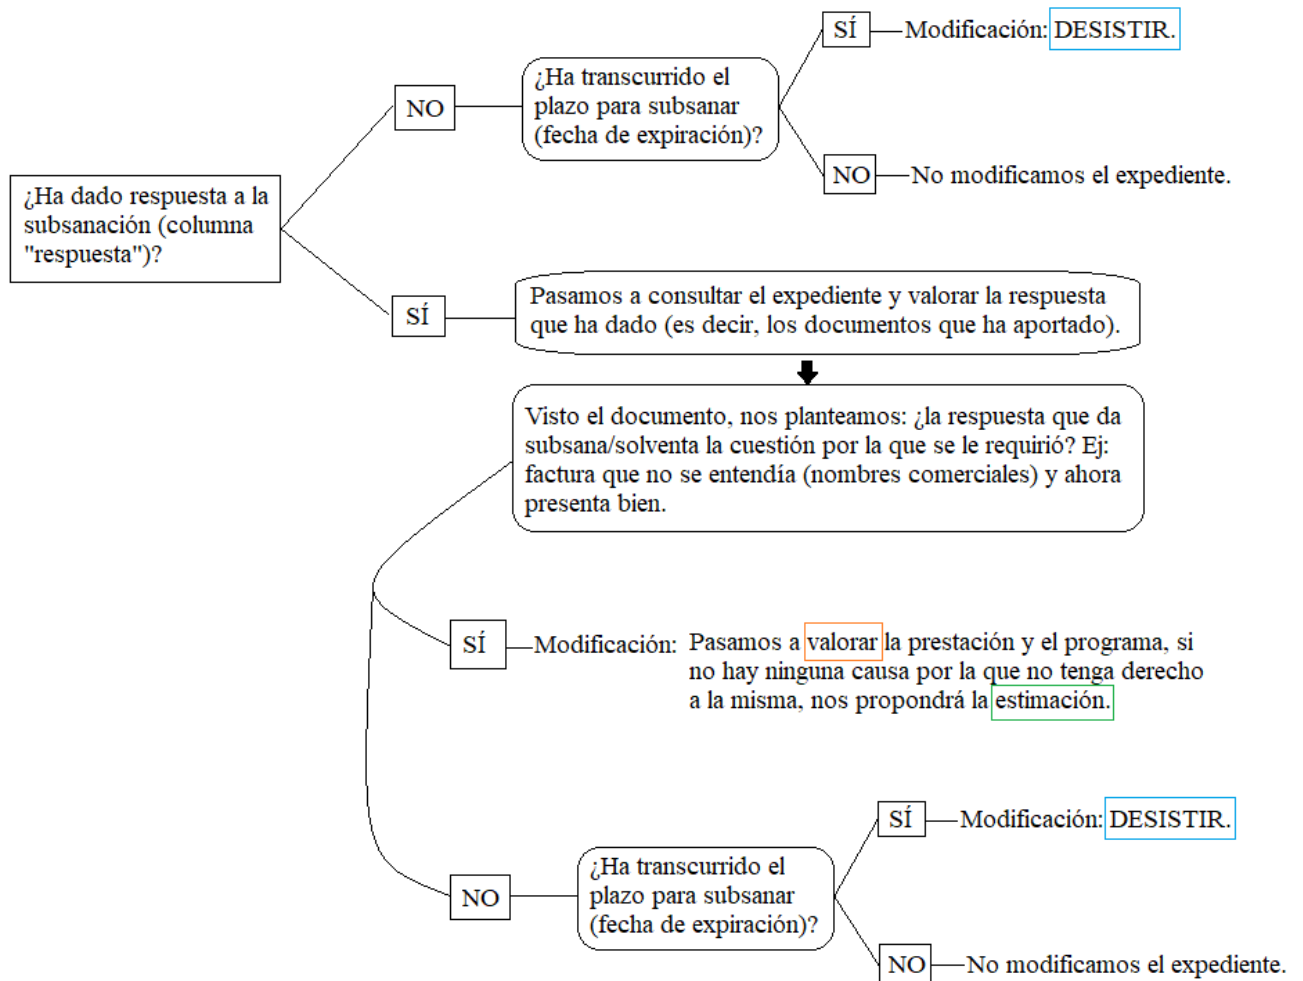 SÍ
Modificación: DESISTIR.
¿Ha transcurrido el
plazo para subsanar
(fecha de expiración)?
NO
NO
No modificamos el expediente.
¿Ha dado respuesta a la
subsanación (columna
"respuesta")?
SÍ
Pasamos a consultar el expediente y valorar la respuesta
que ha dado (es decir, los documentos que ha aportado).
Visto el documento, nos planteamos: ¿la respuesta que da
subsana/solventa la cuestión por la que se le requirió? Ej:
factura que no se entendía (nombres comerciales) y ahora
presenta bien.
SÍ
Modificación:
Pasamos a valorar la prestación y el programa, si
no hay ninguna causa por la que no tenga derecho
a la misma, nos propondrá la estimación.
SÍ
Modificación: DESISTIR.
NO
¿Ha transcurrido el
plazo para subsanar
(fecha de expiración)?
NO
No modificamos el expediente.